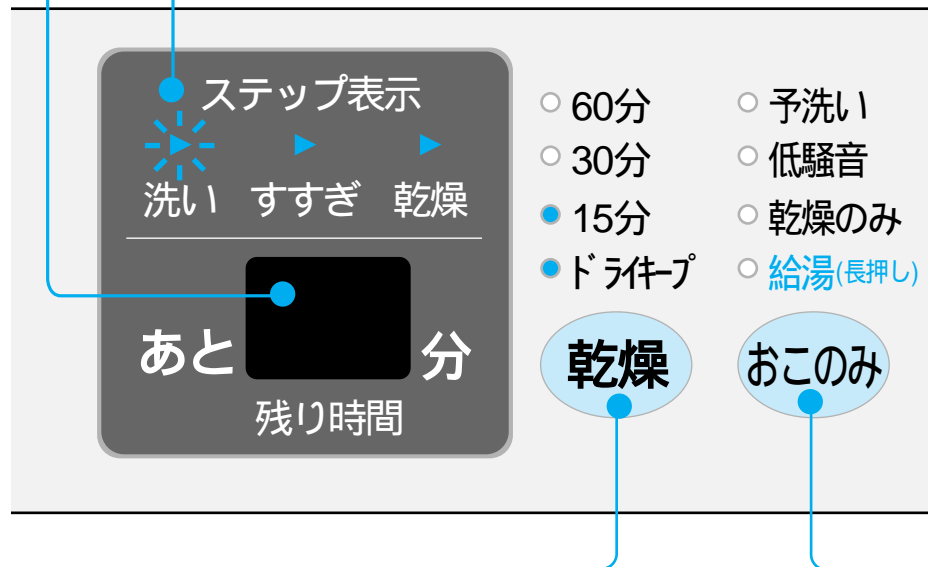 ステップ表示
洗い すすぎ 乾燥
あと 分
残り時間
60分
30分
15分
ドライキープ
乾燥
予洗い
低騒音
乾燥のみ
給湯(長押し)
おこのみ